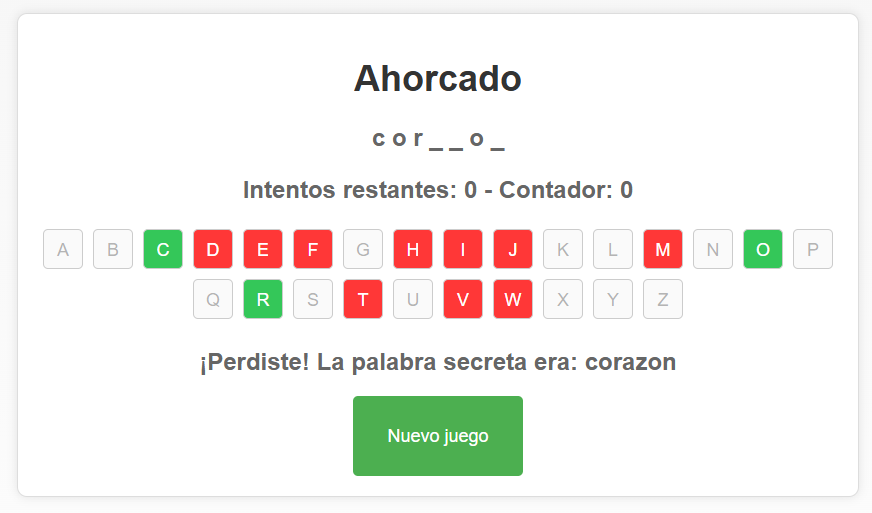 Ahorcado
c o r _ _ o _
Intentos restantes: 0 - Contador: 0
A B C D E F G H I J K L M N O P
Q R S T U V W X Y Z
¡Perdiste! La palabra secreta era: corazon
Nuevo juego